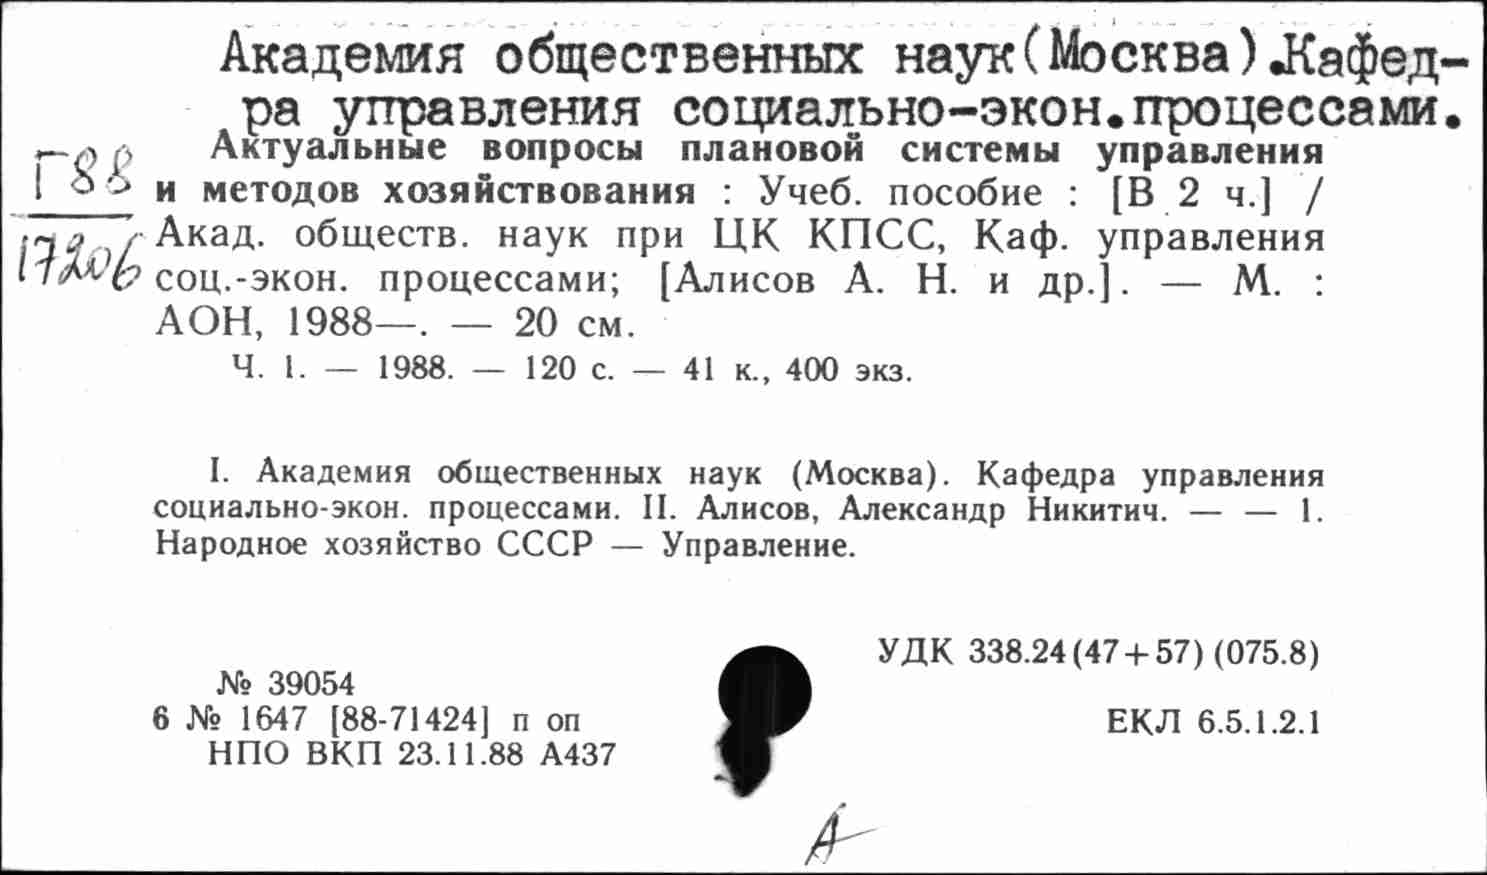 Академия общественных наук(Москва).Кафед-
ра управления социально-экон.процессами.
Г88
17206
Актуальные вопросы плановой системы управления
и методов хозяйствования : Учеб. пособие : [В 2 ч.] /
Акад. обществ. наук при ЦК КПСС, Каф. управления
соц.-экон. процессами; [Алисов А. Н. и др.]. — М. :
АОН, 1988—. — 20 см.
Ч. 1. — 1988. — 120 с. — 41 к., 400 экз.
I. Академия общественных наук (Москва). Кафедра управления
социально-экон. процессами. II. Алисов, Александр Никитич. — — 1.
Народное хозяйство СССР — Управление.
УДК 338.24(47+57)(075.8)
№ 39054
6 № 1647 [88-71424] п оп
ЕКЛ 6.5.1.2.1
НПО ВКП 23.11.88 А437
А